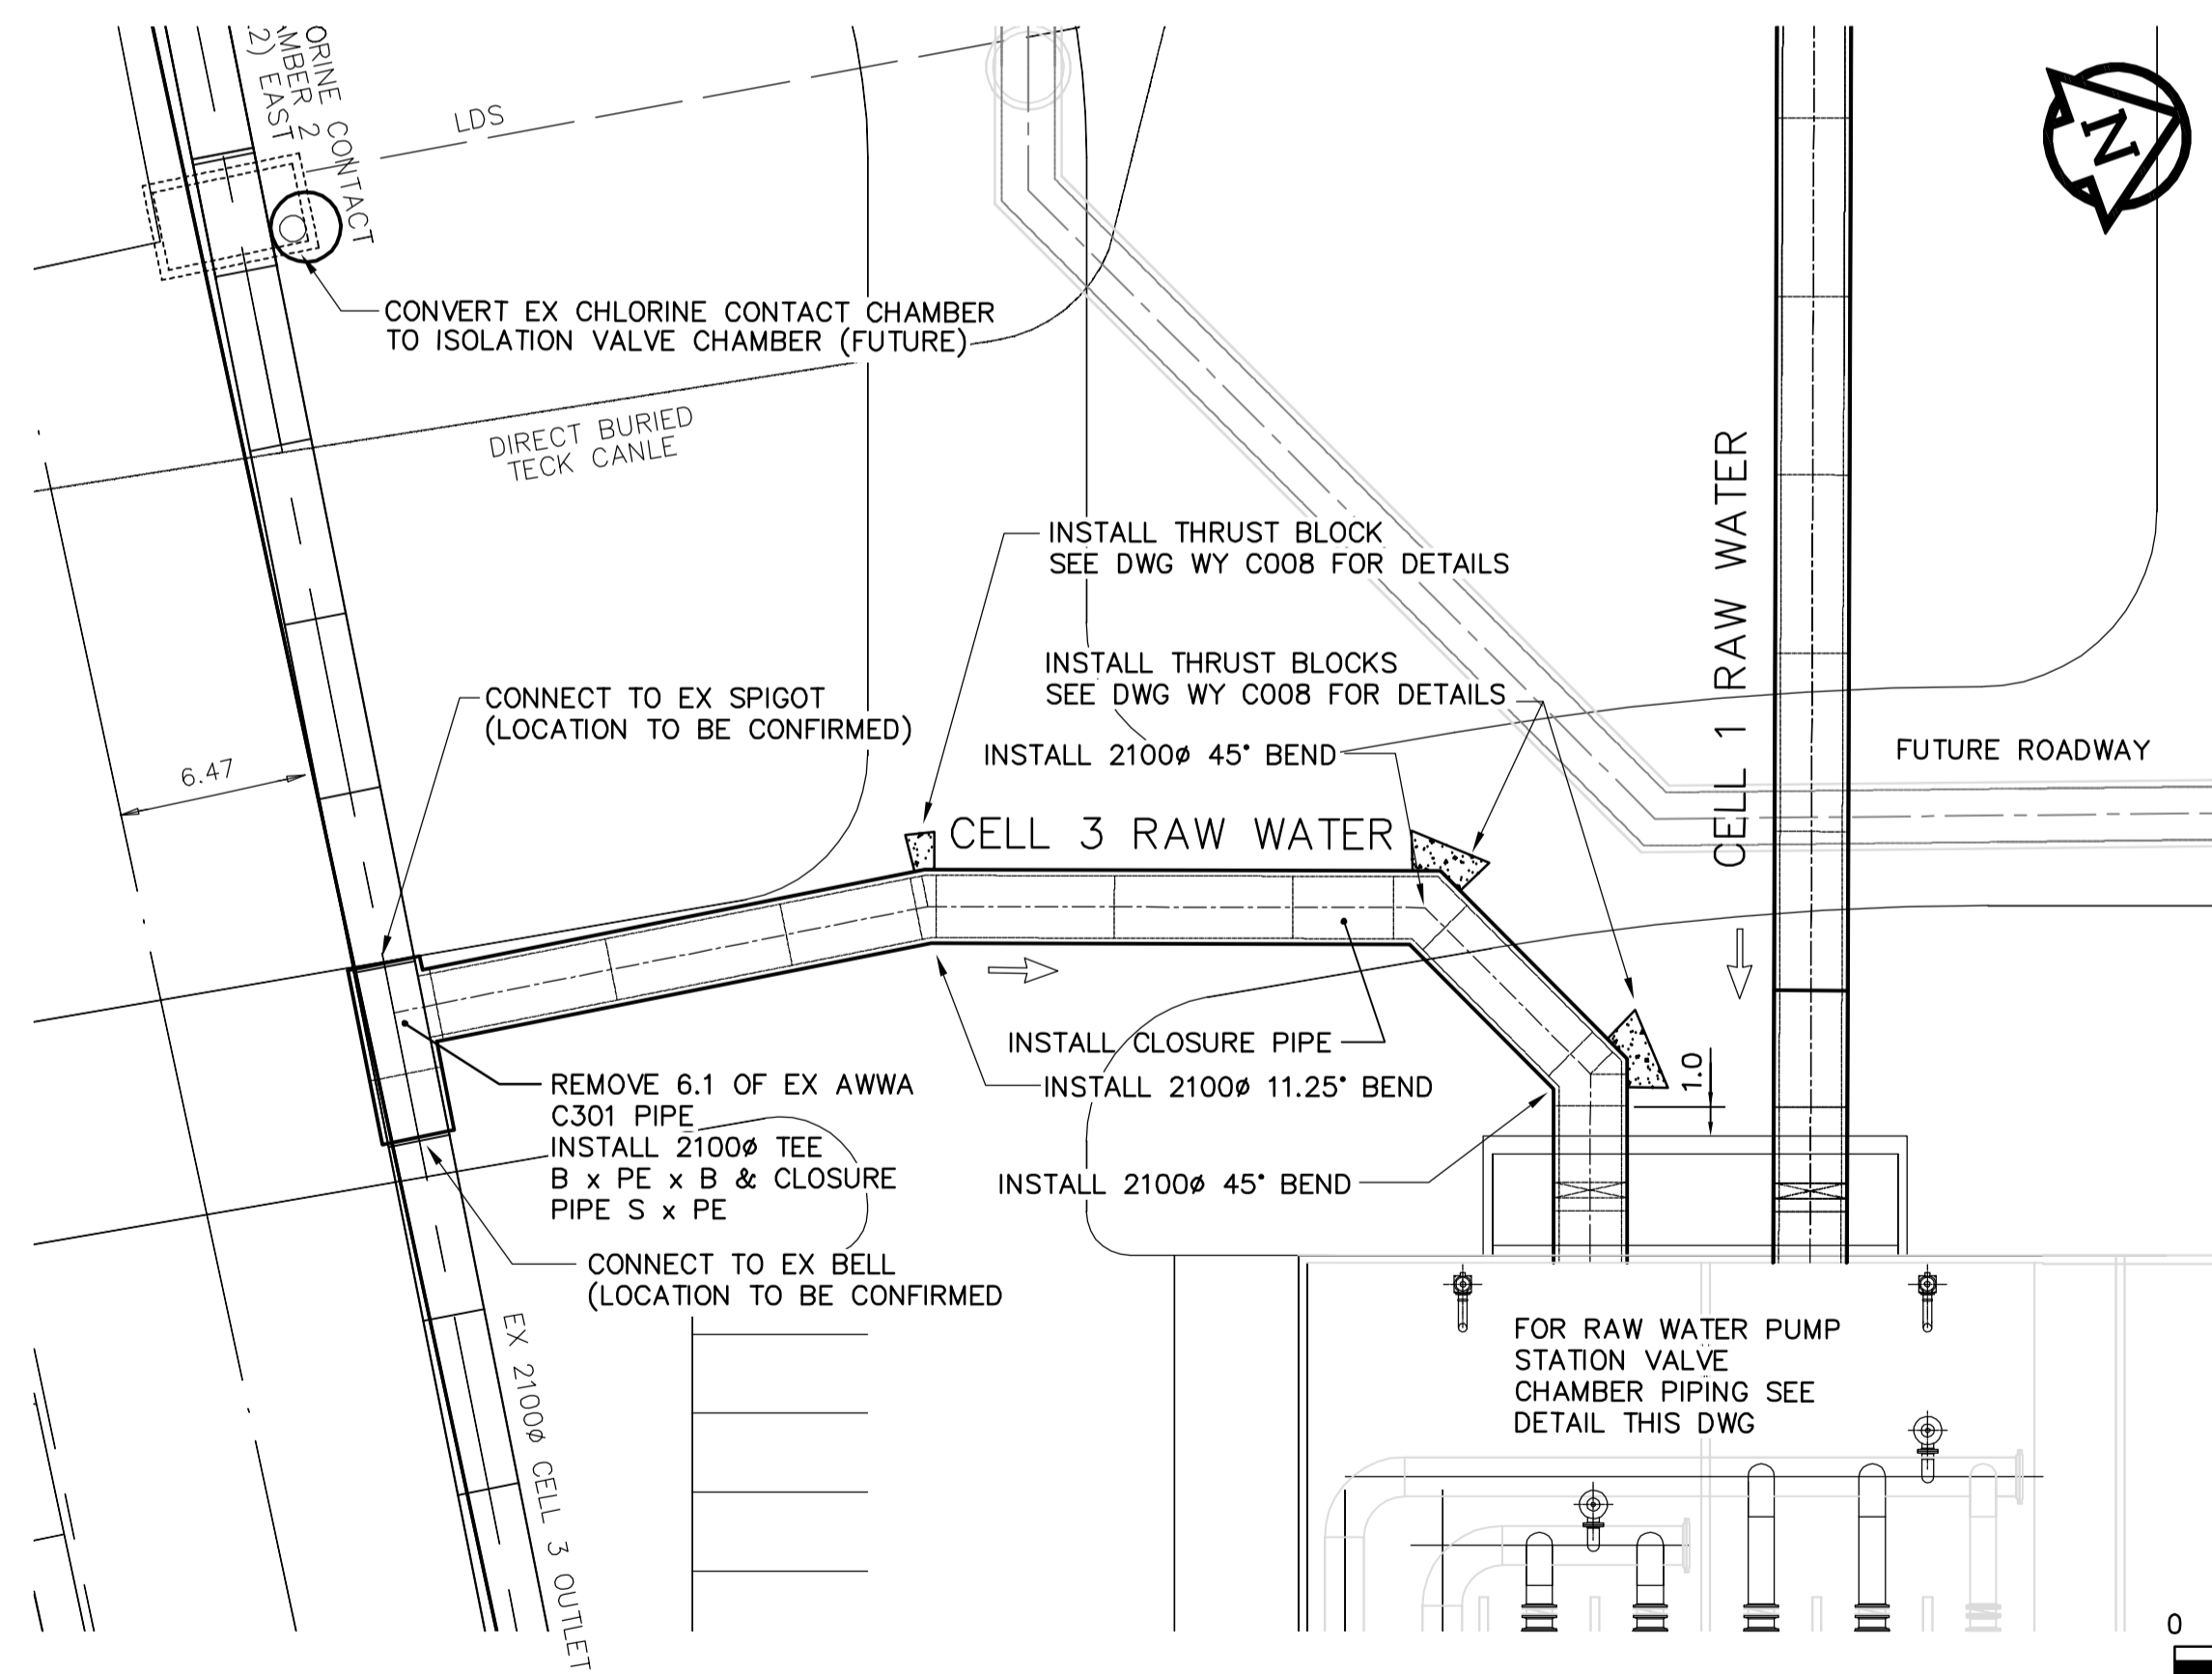 ORINE CONTACT
MBER 2
2) EAST
LDS
N
CONVERT EX CHLORINE CONTACT CHAMBER
TO ISOLATION VALVE CHAMBER (FUTURE)
DIRECT BURIED
TECK CANLE
INSTALL THRUST BLOCK
SEE DWG WY C008 FOR DETAILS
INSTALL THRUST BLOCKS
SEE DWG WY C008 FOR DETAILS
CONNECT TO EX SPIGOT
(LOCATION TO BE CONFIRMED)
INSTALL 2100ø 45° BEND
CELL 1 RAW WATER
FUTURE ROADWAY
6.47
CELL 3 RAW WATER
INSTALL CLOSURE PIPE
INSTALL 2100ø 11.25° BEND
1.0
REMOVE 6.1 OF EX AWWA
C301 PIPE
INSTALL 2100ø TEE
B x PE x B & CLOSURE
PIPE S x PE
INSTALL 2100ø 45° BEND
CONNECT TO EX BELL
(LOCATION TO BE CONFIRMED
EX 2100ø CELL 3 OUTLET
FOR RAW WATER PUMP
STATION VALVE
CHAMBER PIPING SEE
DETAIL THIS DWG
0